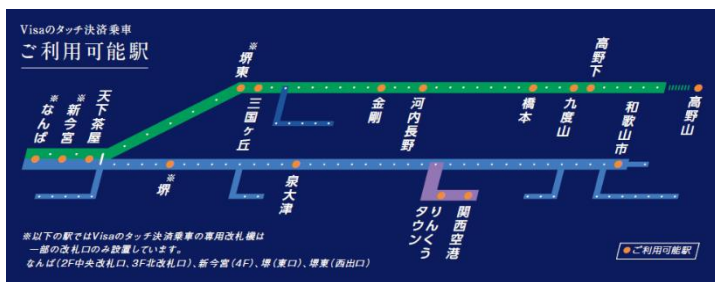 Visaのタッチ決済乗車
ご利用可能駅
※なんば
※新今宮
天下茶屋
※堺東
三国ヶ丘
金剛
河内長野
橋本
九度山
高野下
高野山
※堺
泉大津
りんくうタウン
関西空港
和歌山市
※以下の駅ではVisaのタッチ決済乗車の専用改札機は
一部の改札口のみ設置しています。
なんば(2F中央改札口、3F北改札口)、新今宮(4F)、堺(東口)、堺東(西出口)
ご利用可能駅